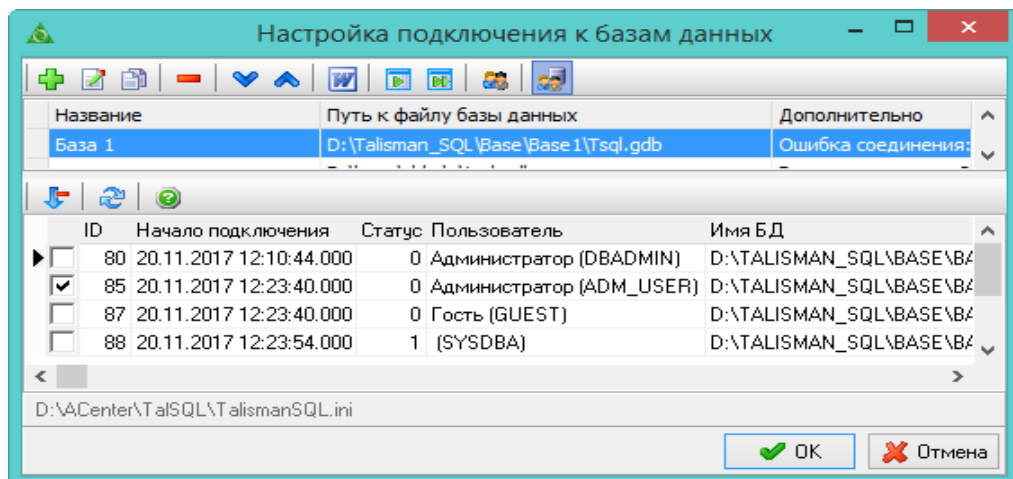 Настройка подключения к базам данных
Название Путь к файлу базы данных Дополнительно
База 1 D:\Talisman_SQL\Base\Base1\Tsql.gdb Ошибка соединения:
ID Начало подключения Статус Пользователь Имя БД
80 20.11.2017 12:10:44.000 0 Администратор (DBADMIN) D:\TALISMAN_SQL\BASE\BA
85 20.11.2017 12:23:40.000 0 Администратор (ADM_USER) D:\TALISMAN_SQL\BASE\BA
87 20.11.2017 12:23:40.000 0 Гость (GUEST) D:\TALISMAN_SQL\BASE\BA
88 20.11.2017 12:23:54.000 1 (SYSDBA) D:\TALISMAN_SQL\BASE\BA
D:\ACenter\TalSQL\TalismanSQL.ini
OK Отмена